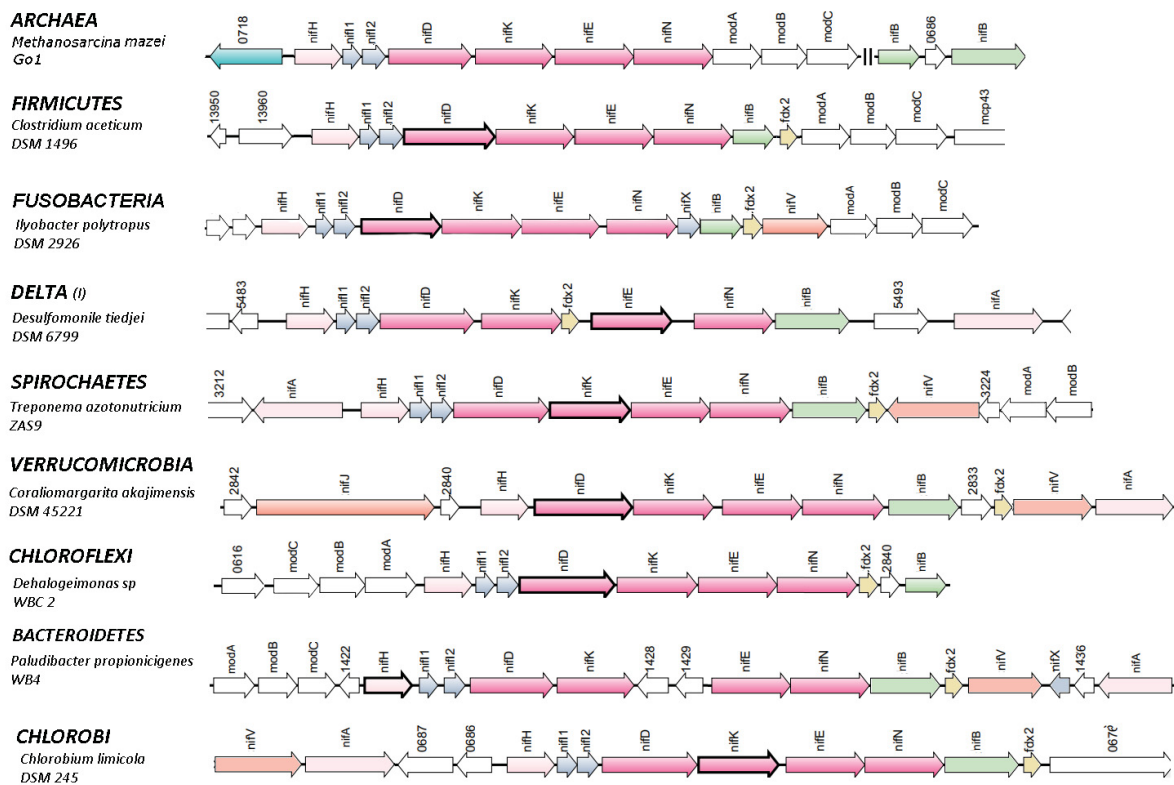 ARCHAEA
Methanosarcina mazei
Go1
0718 nifH nifI1 nifI2 nifD nifK nifE nifN modA modB modC nifB 0686 nifB
FIRMICUTES
Clostridium aceticum
DSM 1496
13950 13960 nifH nifI1 nifI2 nifD nifK nifE nifN nifB fdx2 modA modB modC mcp43
FUSOBACTERIA
Ilyobacter polytropus
DSM 2926
nifH nifI1 nifI2 nifD nifK nifE nifN nifX nifB fdx2 nifV modA modB modC
DELTA (I)
Desulfomonile tiedjei
DSM 6799
5483 nifH nifI1 nifI2 nifD nifK fdx2 nifE nifN nifB 5493 nifA
SPIROCHAETES
Treponema azotonutricium
ZAS9
3212 nifA nifH nifI1 nifI2 nifD nifK nifE nifN nifB fdx2 nifV 3224 modA modB
VERRUCOMICROBIA
Coraliomargarita akajimensis
DSM 45221
2842 nifJ 2840 nifH nifD nifK nifE nifN nifB 2833 fdx2 nifV nifA
CHLOROFLEXI
Dehalogeimonas sp
WBC 2
0616 modC modB modA nifH nifI1 nifI2 nifD nifK nifE nifN fdx2 2840 nifB
BACTEROIDETES
Paludibacter propionicigenes
WB4
modA modB modC 1422 nifH nifI1 nifI2 nifD nifK 1428 1429 nifE nifN nifB fdx2 nifV nifX 1436 nifA
CHLOROBI
Chlorobium limicola
DSM 245
nifV nifA 0687 0686 nifH nifI1 nifI2 nifD nifK nifE nifN nifB fdx2